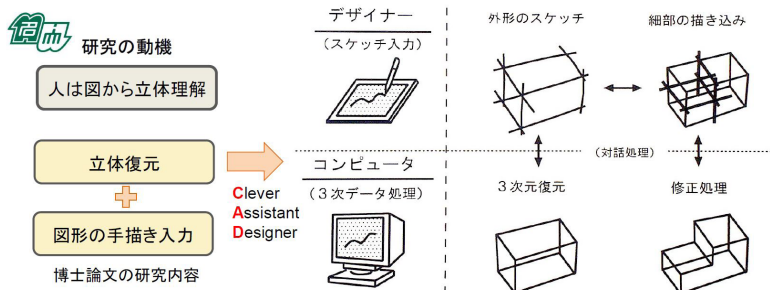 研究の動機
人は図から立体理解
立体復元
+
図形の手描き入力
博士論文の研究内容
Clever
Assistant
Designer
デザイナー
(スケッチ入力)
コンピュータ
(3次データ処理)
外形のスケッチ
細部の描き込み
(対話処理)
3次元復元
修正処理